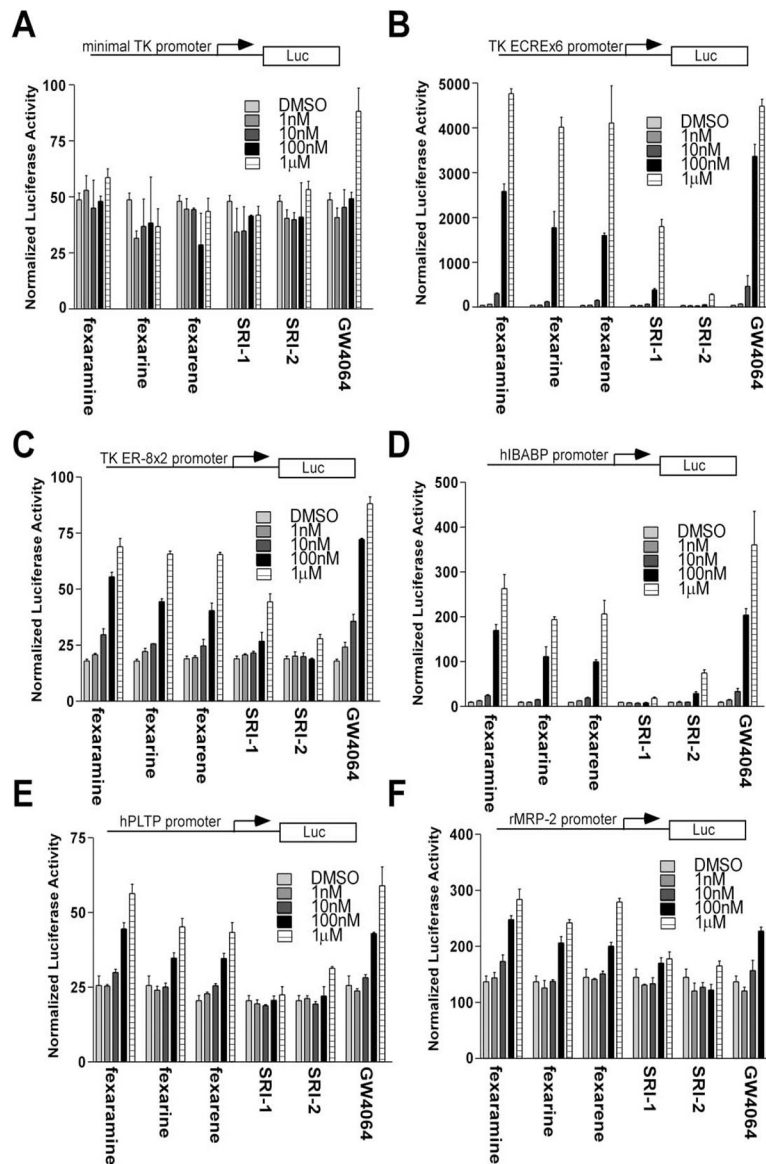 A
minimal TK promoter
Luc
Normalized Luciferase Activity
100
75
50
25
0
DMSO
1nM
10nM
100nM
1µM
fexaramine
fexarine
fexarene
SRI-1
SRI-2
GW4064
B
TK ECREx6 promoter
Luc
Normalized Luciferase Activity
5000
4000
3000
2000
1000
0
DMSO
1nM
10nM
100nM
1µM
fexaramine
fexarine
fexarene
SRI-1
SRI-2
GW4064
C
TK ER-8x2 promoter
Luc
Normalized Luciferase Activity
100
75
50
25
0
DMSO
1nM
10nM
100nM
1µM
fexaramine
fexarine
fexarene
SRI-1
SRI-2
GW4064
D
hIBABP promoter
Luc
Normalized Luciferase Activity
500
400
300
200
100
0
DMSO
1nM
10nM
100nM
1µM
fexaramine
fexarine
fexarene
SRI-1
SRI-2
GW4064
E
hPLTP promoter
Luc
Normalized Luciferase Activity
75
50
25
0
DMSO
1nM
10nM
100nM
1µM
fexaramine
fexarine
fexarene
SRI-1
SRI-2
GW4064
F
rMRP-2 promoter
Luc
Normalized Luciferase Activity
400
300
200
100
0
DMSO
1nM
10nM
100nM
1µM
fexaramine
fexarine
fexarene
SRI-1
SRI-2
GW4064